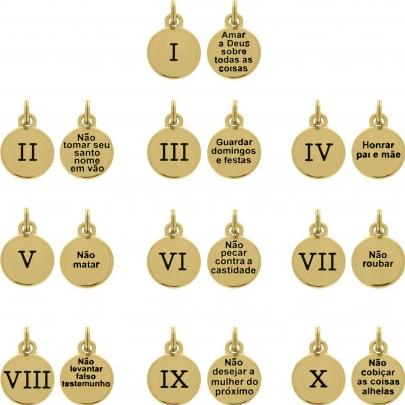 I
Amar
a Deus
sobre
todas as
coisas
II
Não
tomar seu
santo
nome
em vão
III
Guardar
domingos
e festas
IV
Honrar
pai e mãe
V
Não
matar
VI
Não
pecar
contra a
castidade
VII
Não
roubar
VIII
Não
levantar
falso
testemunho
IX
Não
desejar a
mulher do
próximo
X
Não
cobiçar
as coisas
alheias